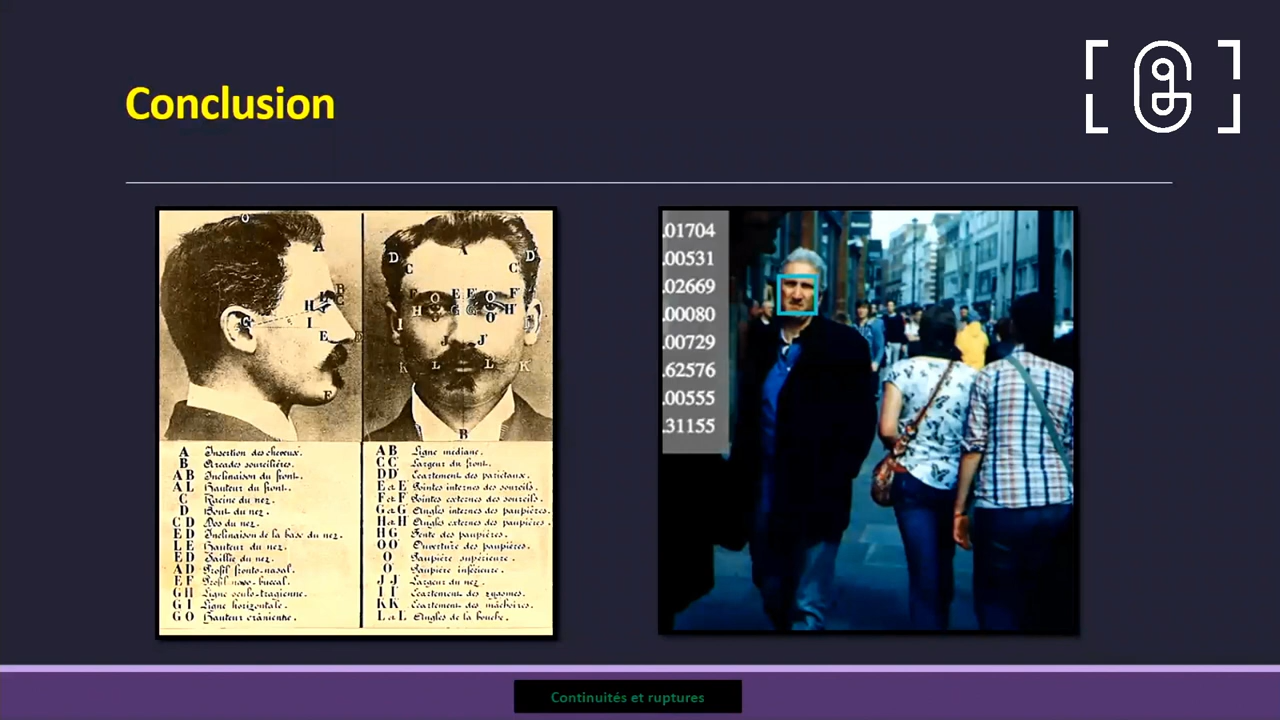 Conclusion
A Insertion des cheveux.
B Arcades sourcilières.
AB Inclinaison du front.
AL Hauteur du front.
C Racine du nez.
D Bout du nez.
CD Dos du nez.
ED Inclinaison de la base du nez.
LE Hauteur du nez.
ED Saillie du nez.
AD Profil fronto-nasal.
EF Profil naso-buccal.
GH Ligne oculo-tragienne.
GI Ligne horizontale.
GO Hauteur crânienne.
AB Ligne médiane.
CC' Largeur du front.
DD' Ecartement des pariétaux.
E et E' Pointes internes des sourcils.
F et F' Pointes externes des sourcils.
G et G' Angles internes des paupières.
H et H' Angles externes des paupières.
HG Fente des paupières.
OO' Ouverture des paupières.
O Paupière supérieure.
O' Paupière inférieure.
JJ' Largeur du nez.
II' Ecartement des zygomes.
KK' Ecartement des mâchoires.
L et L' Angles de la bouche.
.01704
.00531
.02669
.00080
.00729
.62576
.00555
.31155
Continuités et ruptures